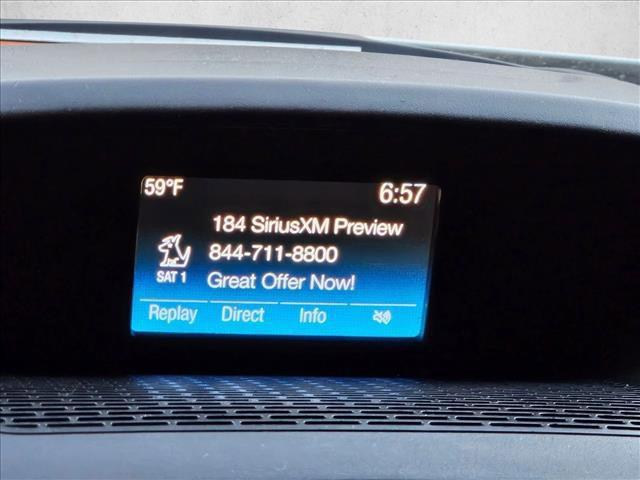 59°F 6:57
184 SiriusXM Preview
844-711-8800
SAT 1 Great Offer Now!
Replay Direct Info